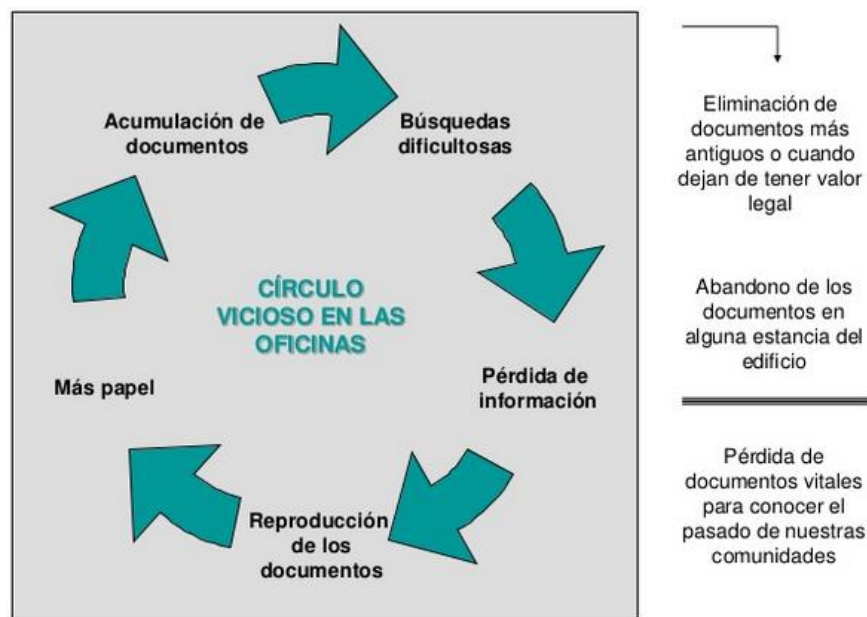 Acumulación de
documentos
Búsquedas
dificultosas
Pérdida de
información
Reproducción
de los
documentos
Más papel
CÍRCULO
VICIOSO EN LAS
OFICINAS
Eliminación de
documentos más
antiguos o cuando
dejan de tener valor
legal
Abandono de los
documentos en
alguna estancia del
edificio
Pérdida de
documentos vitales
para conocer el
pasado de nuestras
comunidades